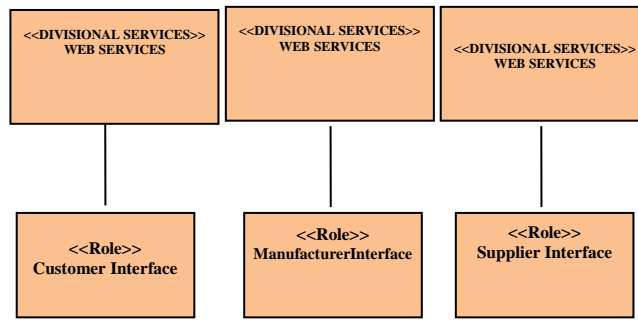 <<DIVISIONAL SERVICES>>
WEB SERVICES
<<DIVISIONAL SERVICES>>
WEB SERVICES
<<DIVISIONAL SERVICES>>
WEB SERVICES
<<Role>>
Customer Interface
<<Role>>
ManufacturerInterface
<<Role>>
Supplier Interface